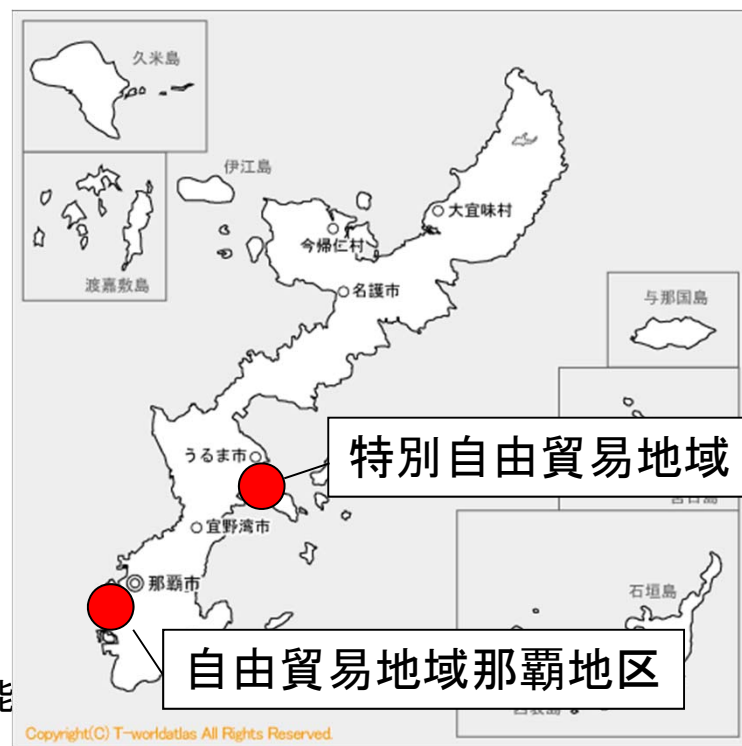 久米島
伊江島
渡嘉敷島
大宜味村
今帰仁村
名護市
与那国島
うるま市
特別自由貿易地域
宜野湾市
那覇市
石垣島
自由貿易地域那覇地区
Copyright(C) T-worldatlas All Rights Reserved.